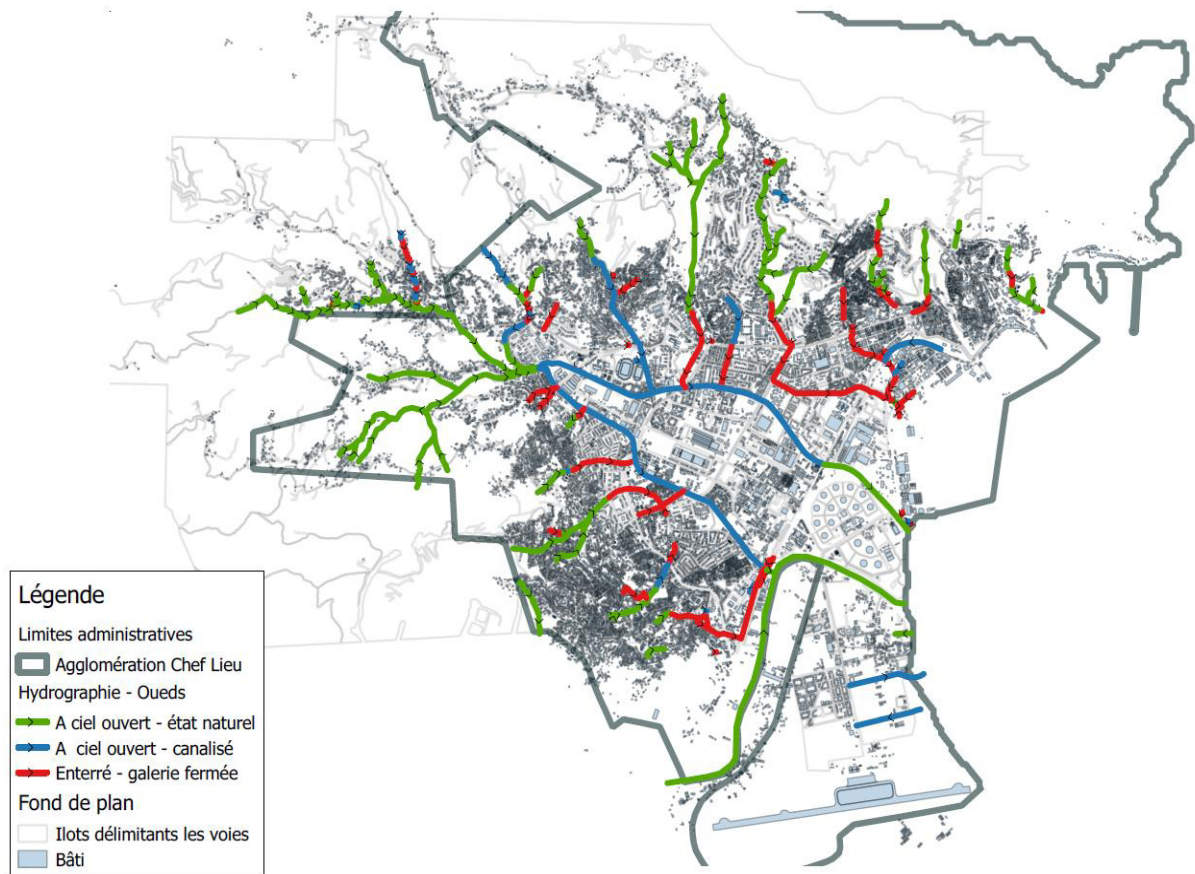 Légende
Limites administratives
Agglomération Chef Lieu
Hydrographie - Oueds
A ciel ouvert - état naturel
A ciel ouvert - canalisé
Enterré - galerie fermée
Fond de plan
Ilots délimitants les voies
Bâti